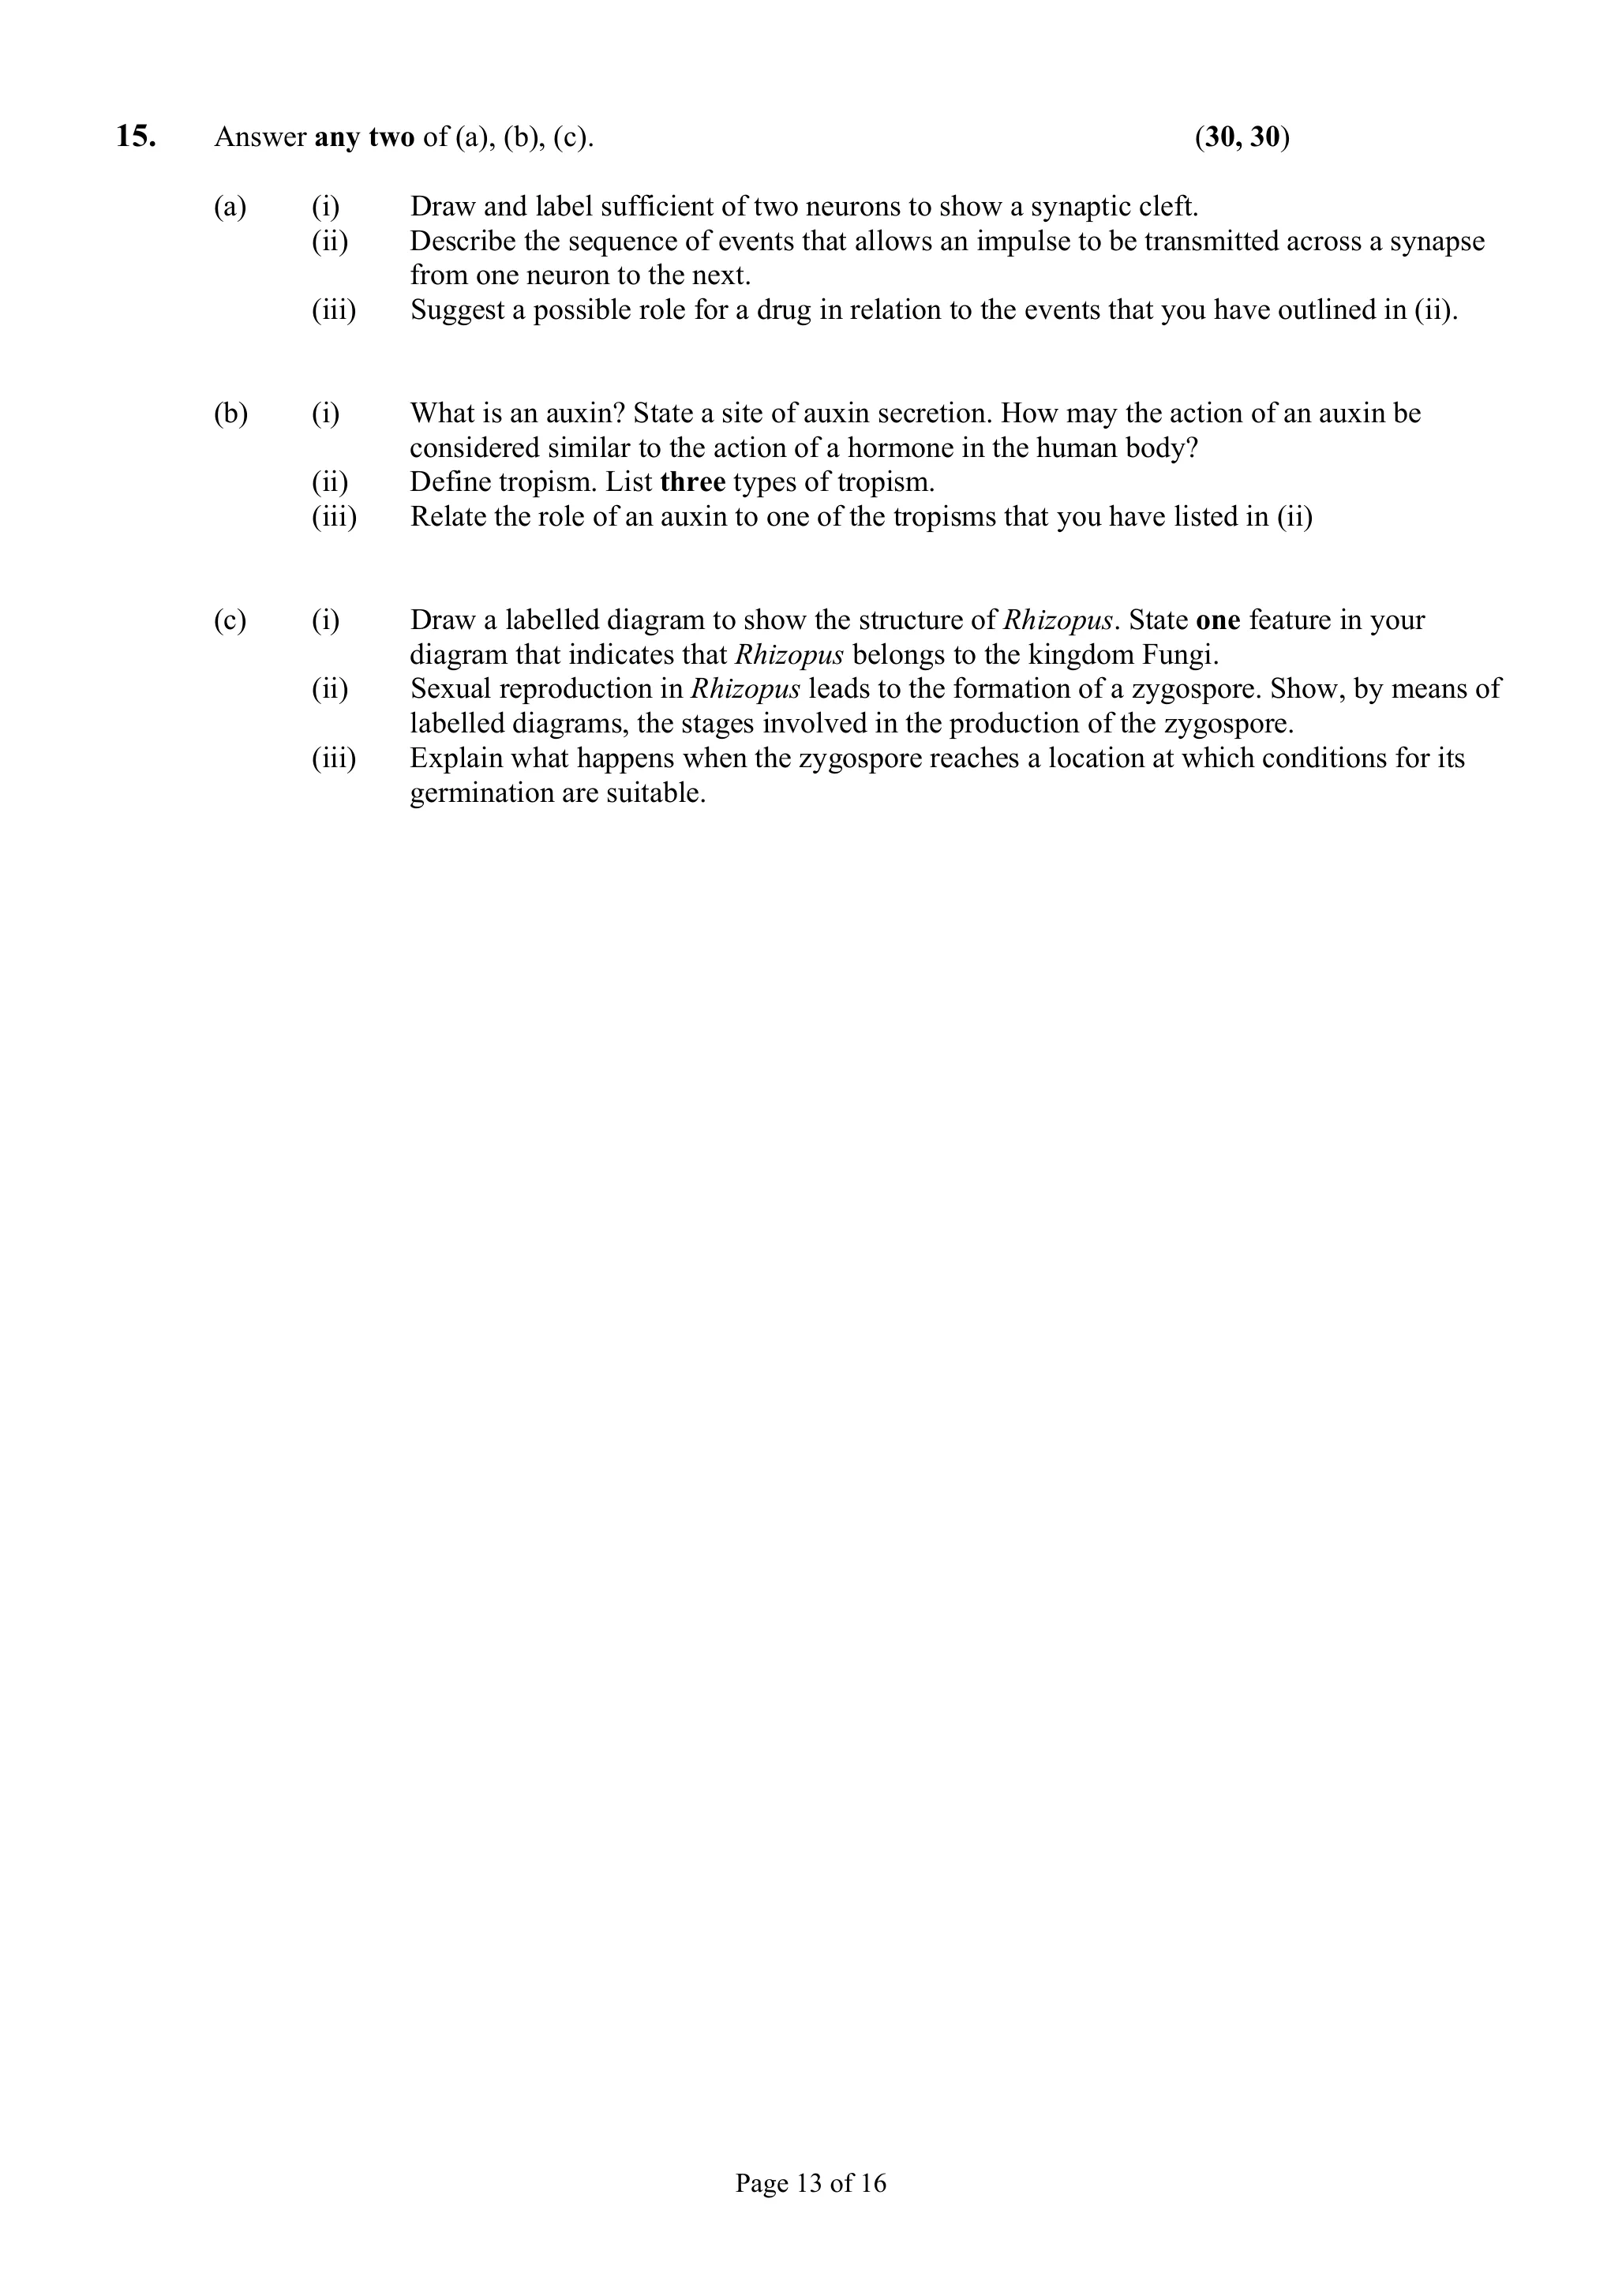 15. Answer any two of (a), (b), (c). (30, 30)
(a) (i) Draw and label sufficient of two neurons to show a synaptic cleft.
(ii) Describe the sequence of events that allows an impulse to be transmitted across a synapse
from one neuron to the next.
(iii) Suggest a possible role for a drug in relation to the events that you have outlined in (ii).
(b) (i) What is an auxin? State a site of auxin secretion. How may the action of an auxin be
considered similar to the action of a hormone in the human body?
(ii) Define tropism. List three types of tropism.
(iii) Relate the role of an auxin to one of the tropisms that you have listed in (ii)
(c) (i) Draw a labelled diagram to show the structure of Rhizopus. State one feature in your
diagram that indicates that Rhizopus belongs to the kingdom Fungi.
(ii) Sexual reproduction in Rhizopus leads to the formation of a zygospore. Show, by means of
labelled diagrams, the stages involved in the production of the zygospore.
(iii) Explain what happens when the zygospore reaches a location at which conditions for its
germination are suitable.
Page 13 of 16